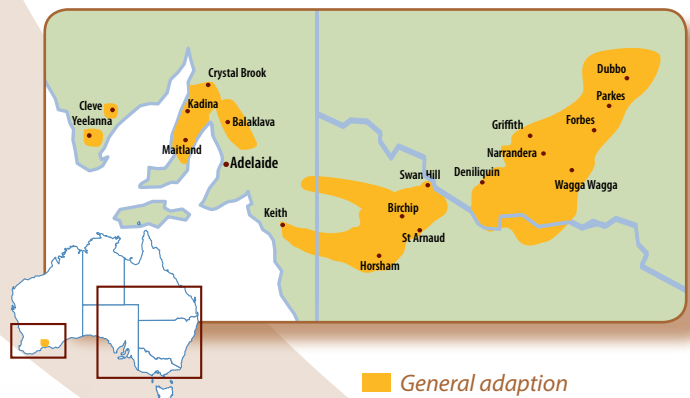 Dubbo
Crystal Brook
Parkes
Cleve
Kadina
Yeelanna
Balaklava
Forbes
Griffith
Maitland
Narrandera
Adelaide
Swan Hill
Deniliquin
Wagga Wagga
Birchip
Keith
St Arnaud
Horsham
General adaption